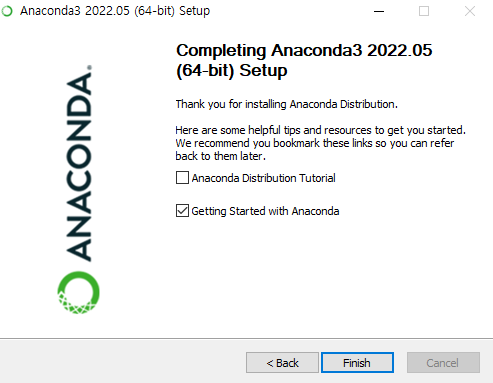 Anaconda3 2022.05 (64-bit) Setup
ANACONDA.
Completing Anaconda3 2022.05
(64-bit) Setup
Thank you for installing Anaconda Distribution.
Here are some helpful tips and resources to get you started.
We recommend you bookmark these links so you can refer
back to them later.
Anaconda Distribution Tutorial
Getting Started with Anaconda
< Back
Finish
Cancel